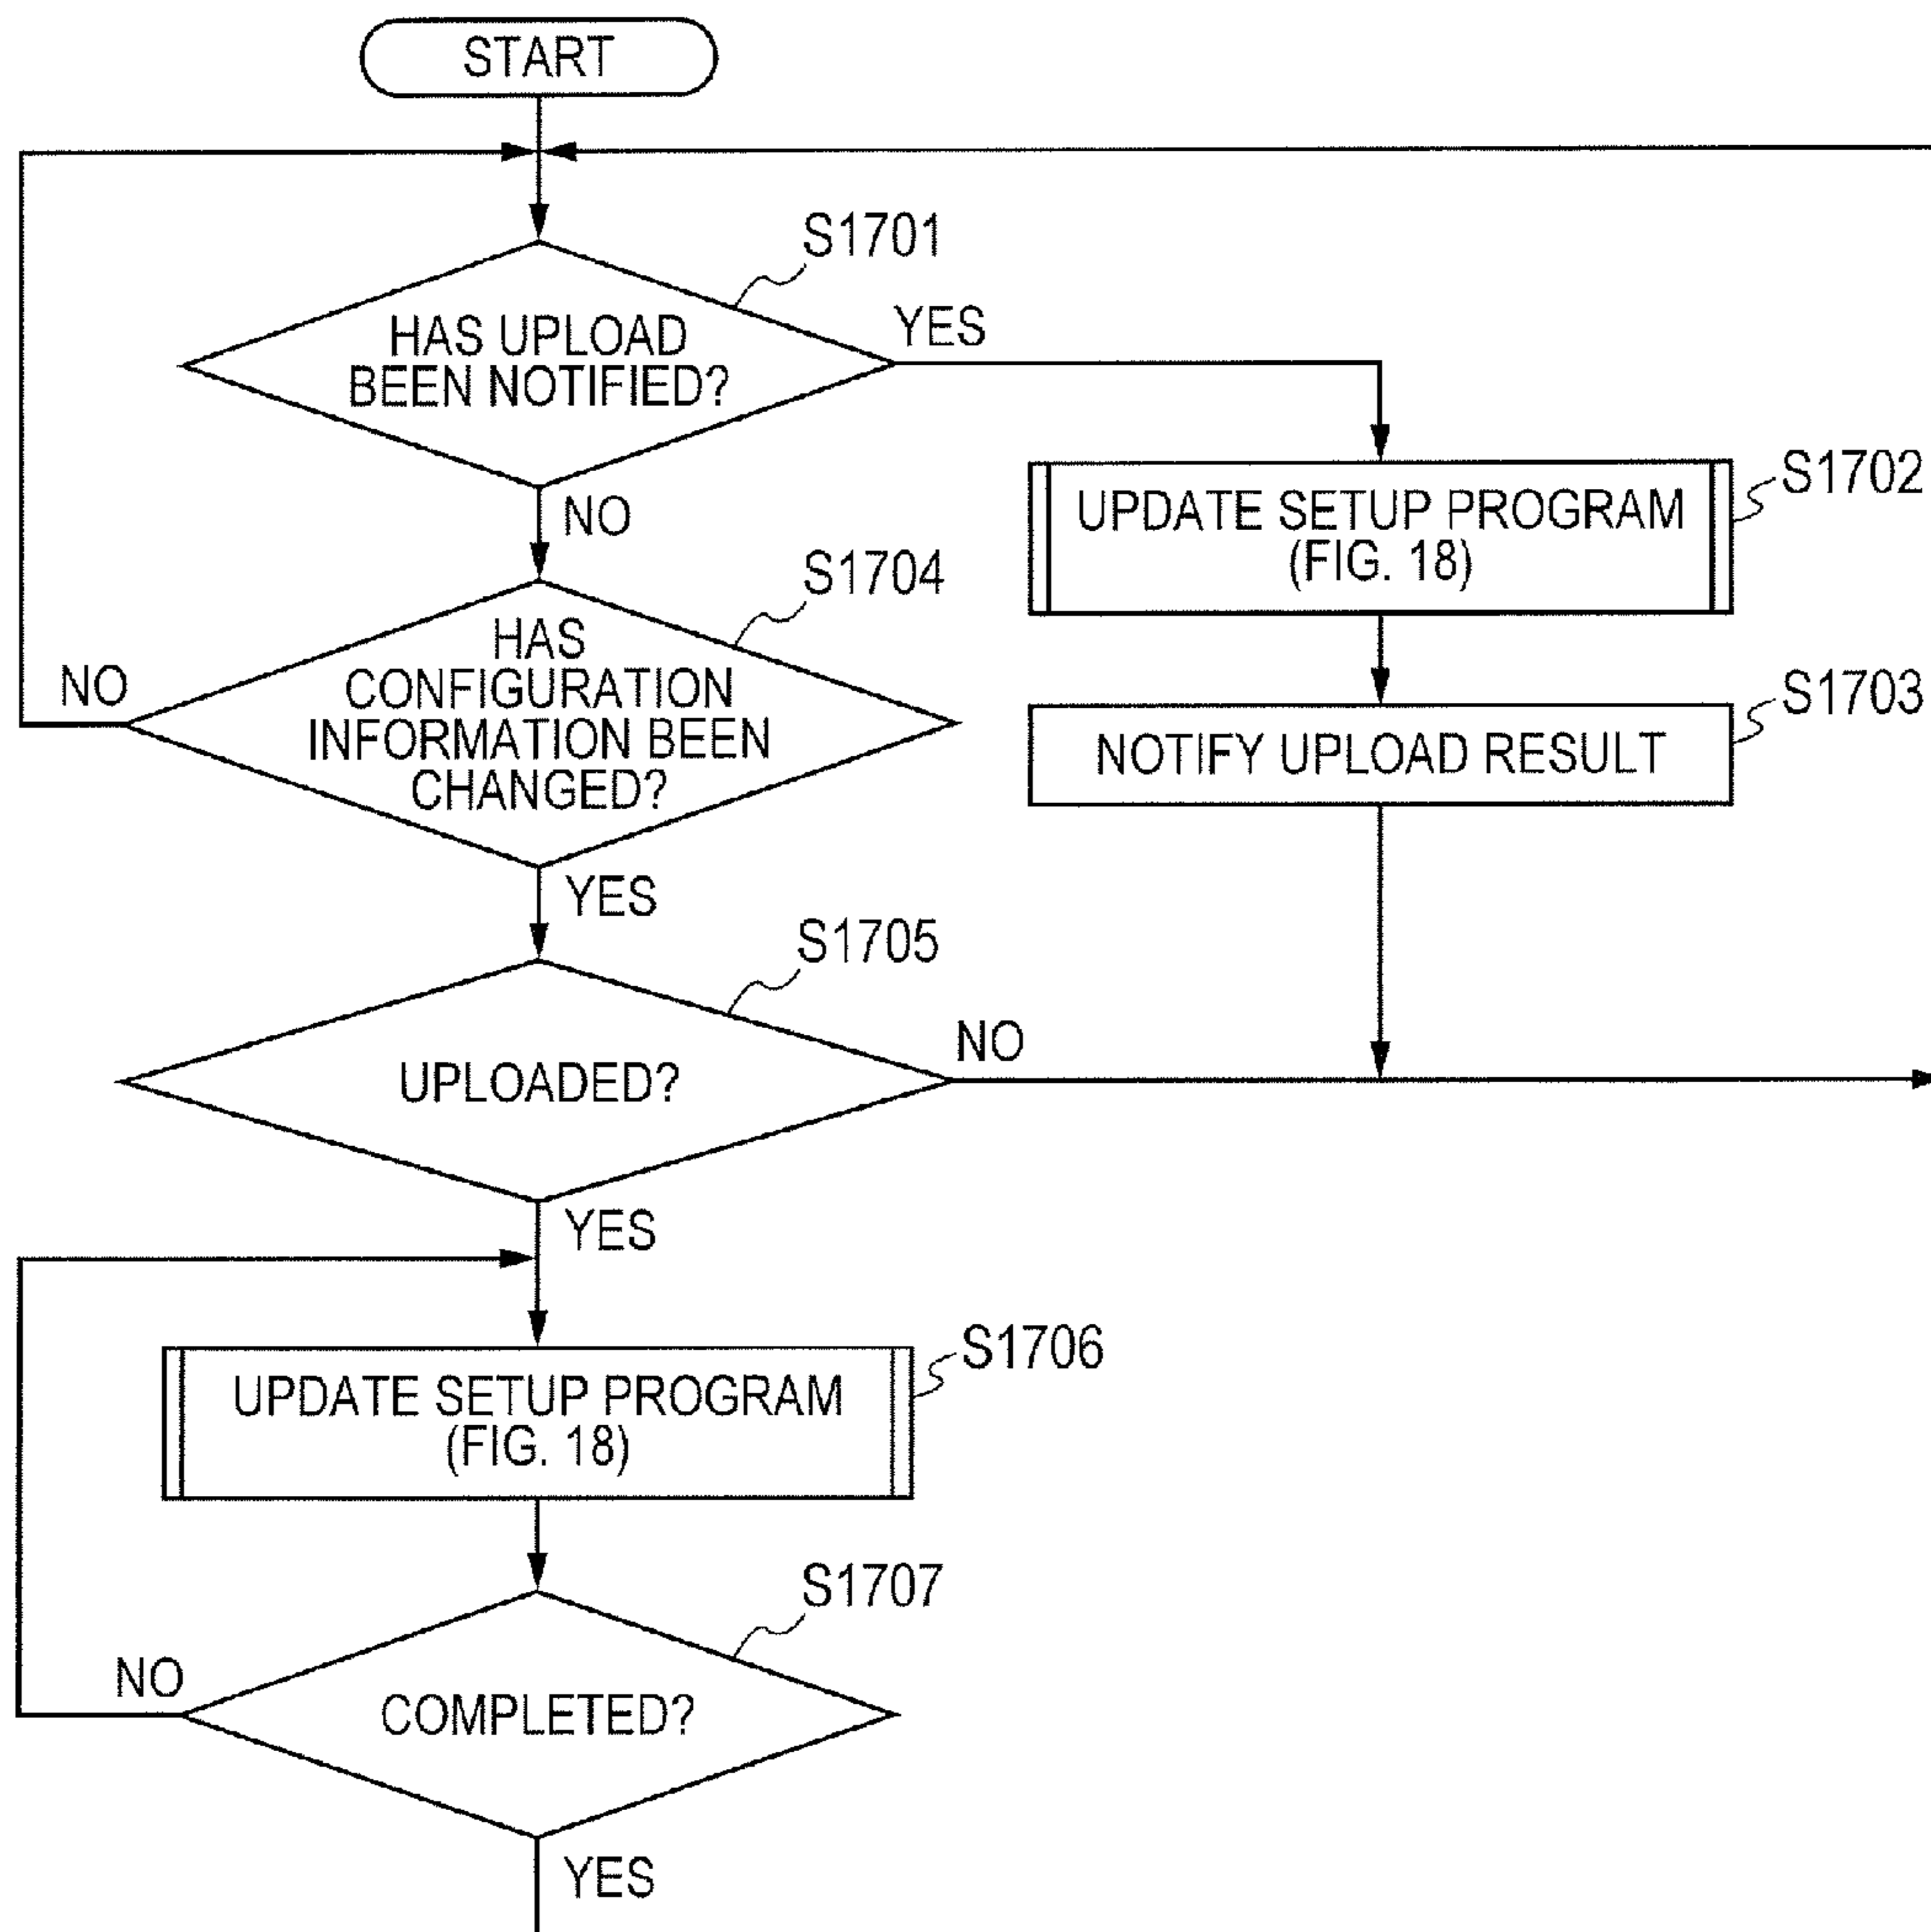 START
S1701
HAS UPLOAD
BEEN NOTIFIED?
YES
NO
S1702
UPDATE SETUP PROGRAM
(FIG. 18)
S1703
NOTIFY UPLOAD RESULT
S1704
HAS
CONFIGURATION
INFORMATION BEEN
CHANGED?
NO
YES
S1705
UPLOADED?
NO
YES
S1706
UPDATE SETUP PROGRAM
(FIG. 18)
S1707
COMPLETED?
NO
YES